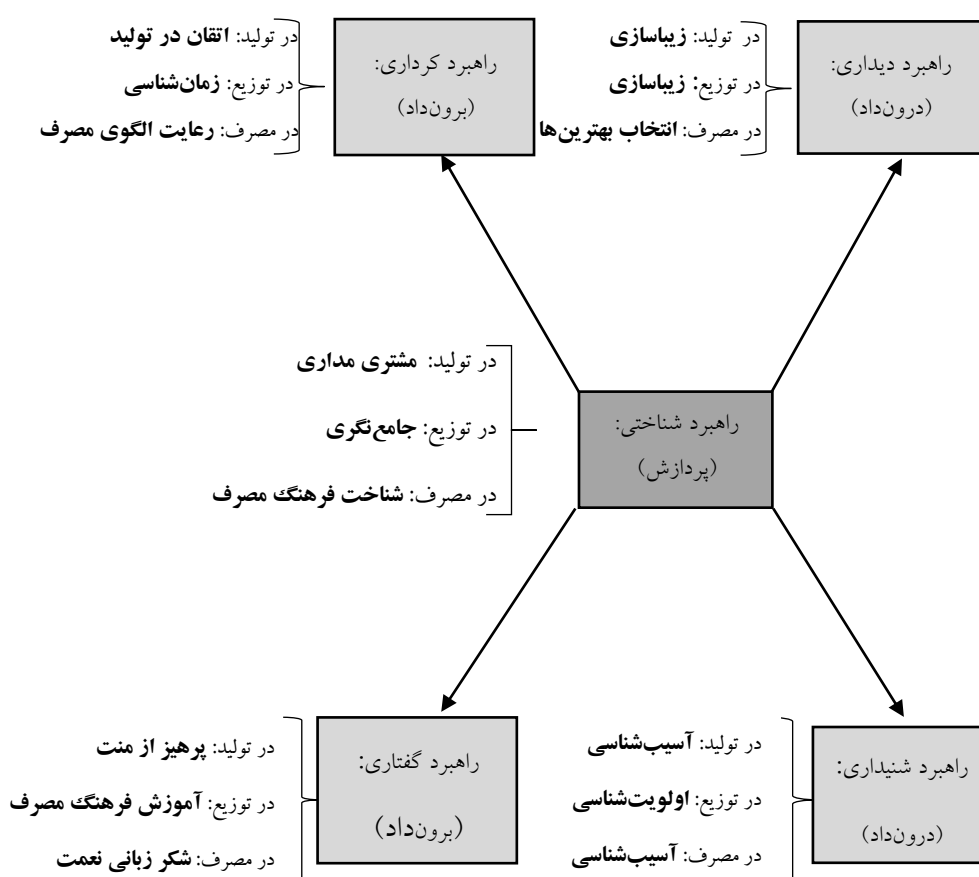 راهبرد دیداری:
(درون‌داد)
در تولید: زیباسازی
در توزیع: زیباسازی
در مصرف: انتخاب بهترین‌ها
راهبرد کرداری:
(برون‌داد)
در تولید: اتقان در تولید
در توزیع: زمان‌شناسی
در مصرف: رعایت الگوی مصرف
راهبرد شناختی:
(پردازش)
در تولید: مشتری مداری
در توزیع: جامع‌نگری
در مصرف: شناخت فرهنگ مصرف
راهبرد شنیداری:
(درون‌داد)
در تولید: آسیب‌شناسی
در توزیع: اولویت‌شناسی
در مصرف: آسیب‌شناسی
راهبرد گفتاری:
(برون‌داد)
در تولید: پرهیز از منت
در توزیع: آموزش فرهنگ مصرف
در مصرف: شکر زبانی نعمت